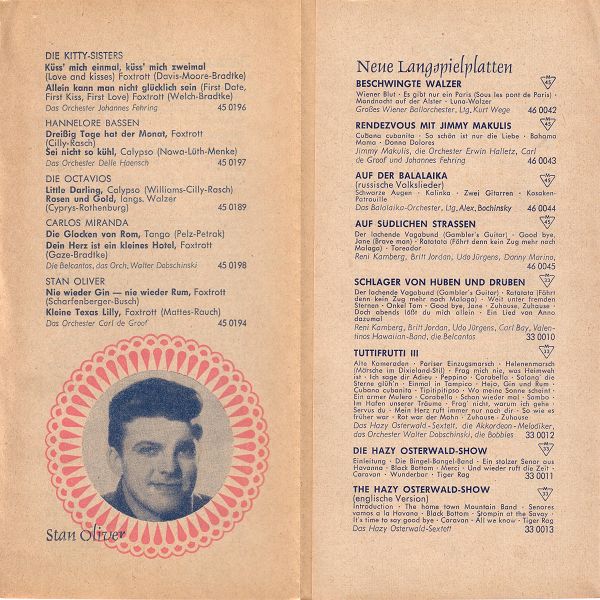 DIE KITTY-SISTERS
Küss' mich einmal, küss' mich zweimal
(Love and kisses) Foxtrott (Davis-Moore-Bradtke)
Allein kann man nicht glücklich sein (First Date,
First Kiss, First Love) Foxtrott (Welch-Bradtke)
Das Orchester Johannes Fehring 45 0196
HANNELORE BASSEN
Dreißig Tage hat der Monat, Foxtrott
(Cilly-Rasch)
Sei nicht so kühl, Calypso (Nowa-Lüth-Menke)
Das Orchester Delle Haensch 45 0197
DIE OCTAVIOS
Little Darling, Calypso (Williams-Cilly-Rasch)
Rosen und Gold, langs. Walzer
(Cyprys-Rothenburg) 45 0189
CARLOS MIRANDA
Die Glocken von Rom, Tango (Pelz-Petrak)
Dein Herz ist ein kleines Hotel, Foxtrott
(Gaze-Bradtke)
Die Belcantos, das Orch. Walter Dobschinski 45 0198
STAN OLIVER
Nie wieder Gin — nie wieder Rum, Foxtrott
(Scharfenberger-Busch)
Kleine Texas Lilly, Foxtrott (Mattes-Rauch)
Das Orchester Carl de Groof 45 0194
Stan Oliver
Neue Langspielplatten
BESCHWINGTE WALZER
Wiener Blut · Es gibt nur ein Paris (Sous les pont de Paris) ·
Mondnacht auf der Alster · Luna-Walzer
Großes Wiener Ballorchester, Ltg. Kurt Wege 46 0042
RENDEZVOUS MIT JIMMY MAKULIS
Cubana cubanita · So schön ist nur die Liebe · Bahama
Mama · Donna Dolores
Jimmy Makulis, die Orchester Erwin Halletz, Carl
de Groof und Johannes Fehring 46 0043
AUF DER BALALAIKA
(russische Volkslieder)
Schwarze Augen · Kalinka · Zwei Gitarren · Kosaken-
Patrouille
Das Balalaika-Orchester, Ltg. Alex. Bochinsky 46 0044
AUF SUDLICHEN STRASSEN
Der lachende Vagabund (Gambler's Guitar) · Good bye,
Jane (Brave man) · Ratatata (Fährt denn kein Zug mehr nach
Malaga) · Toreador
Reni Kamberg, Britt Jordan, Udo Jürgens, Danny Marino,
46 0045
SCHLAGER VON HUBEN UND DRUBEN
Der lachende Vagabund (Gambler's Guitar) · Ratatata (Fährt
denn kein Zug mehr nach Malaga) · Weit unter fremden
Sternen · Onkel Tom · Good bye, Jane · Zuhause, Zuhause ·
Doch abends läßt du mich allein · Ein Lied von Anno
dazumal
Reni Kamberg, Britt Jordan, Udo Jürgens, Carl Bay, Valen-
tinos Hawaiian-Band, die Belcantos 33 0010
TUTTIFRUTTI III
Alte Kameraden · Pariser Einzugsmarsch · Helenenmarsch
(Märsche im Dixieland-Stil) · Frag mich nie, was Heimweh
ist · Ich sage dir Adieu · Peppino · Carabella · Solang' die
Sterne glüh'n · Einmal in Tampico · Hejo, Gin und Rum ·
Cubana cubanita · Tipitipitipso · Wo meine Sonne scheint ·
Ein armer Mulero · Carabella · Schon wieder mal · Sambo ·
Im Hafen unserer Träume · Frag' nicht, warum ich gehe ·
Servus du · Mein Herz ruft immer nur nach dir · So wie es
früher war · Rot war der Mohn · Zuhause · Zuhause
Das Hazy Osterwald-Sextett, die Akkordeon-Melodiker,
das Orchester Walter Dobschinski, die Bobbies 33 0012
DIE HAZY OSTERWALD-SHOW
Einleitung · Die Bingel-Bangel-Band · Ein stolzer Senor aus
Havanna · Black Bottom · Merci · Und wieder ruft die Zeit ·
Caravan · Wunderbar · Tiger Rag 33 0011
THE HAZY OSTERWALD-SHOW
(englische Version)
Introduction · The home town Mountain Band · Senores
vamos a la Havana · Black Bottom · Stompin at the Savoy ·
It's time to say good bye · Caravan · All we know · Tiger Rag
Das Hazy Osterwald-Sextett 33 0013